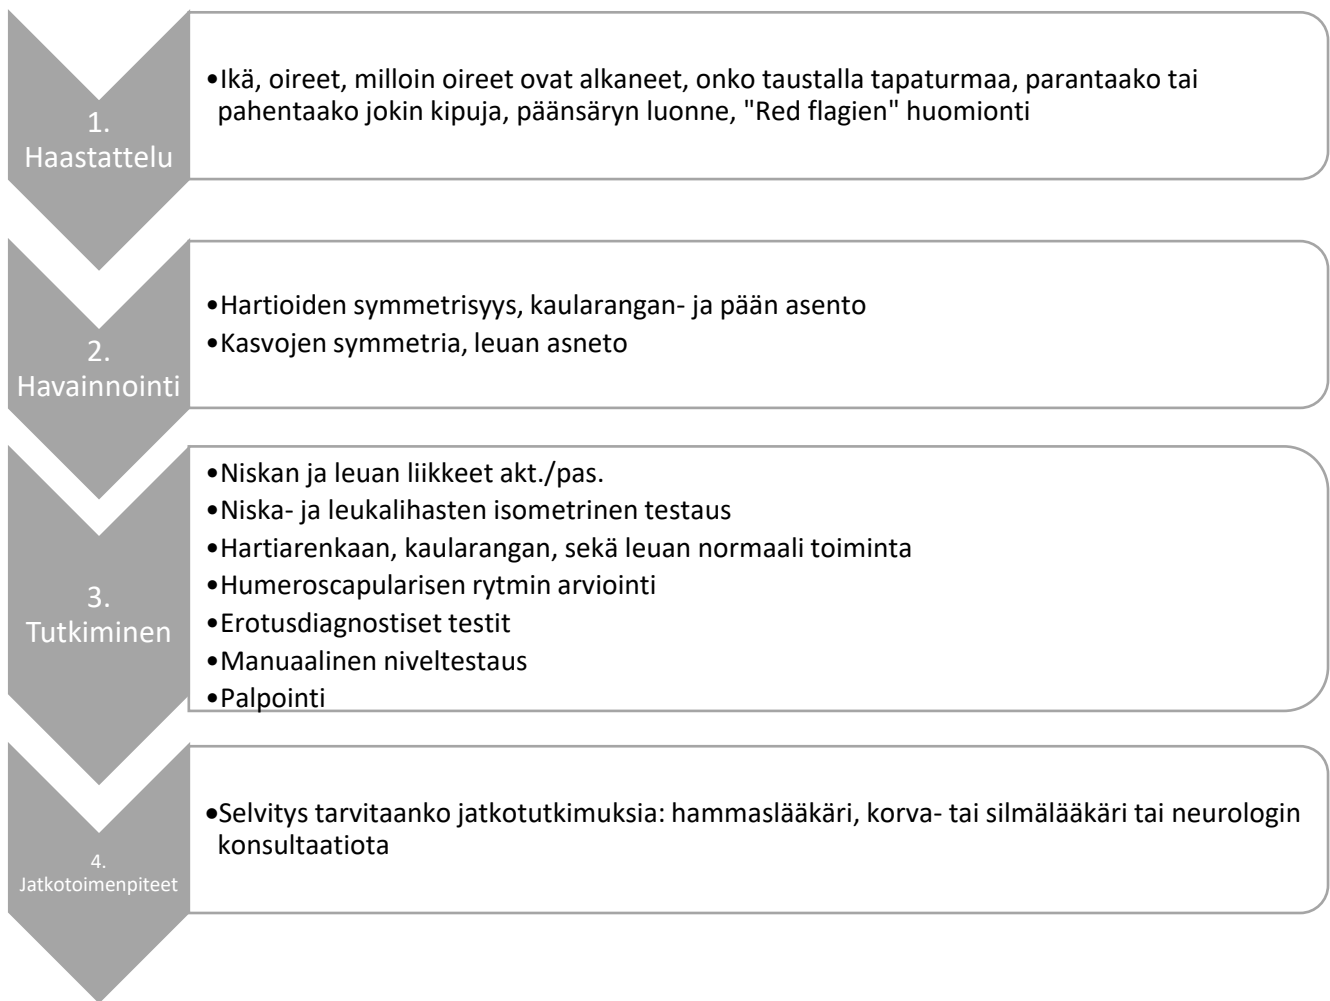 1.
Haastattelu
•Ikä, oireet, milloin oireet ovat alkaneet, onko taustalla tapaturmaa, parantaako tai
pahentaako jokin kipuja, päänsäryn luonne, "Red flagien" huomionti
2.
Havainnointi
•Hartioiden symmetrisyys, kaularangan- ja pään asento
•Kasvojen symmetria, leuan asneto
3.
Tutkiminen
•Niskan ja leuan liikkeet akt./pas.
•Niska- ja leukalihasten isometrinen testaus
•Hartiarenkaan, kaularangan, sekä leuan normaali toiminta
•Humeroscapularisen rytmin arviointi
•Erotusdiagnostiset testit
•Manuaalinen niveltestaus
•Palpointi
4.
Jatkotoimenpiteet
•Selvitys tarvitaanko jatkotutkimuksia: hammaslääkäri, korva- tai silmälääkäri tai neurologin
konsultaatiota